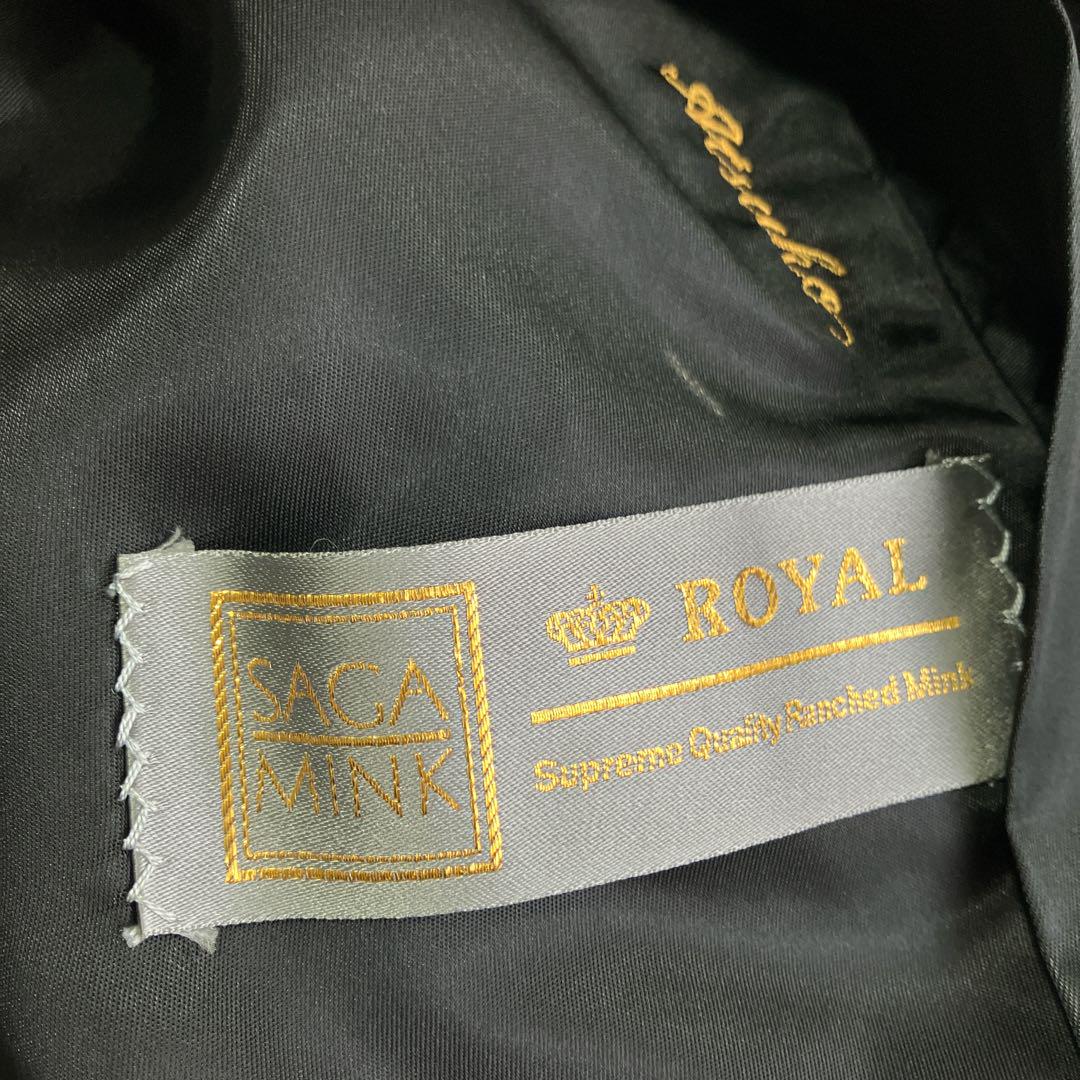 SAGA
MINK
ROYAL
Supreme Quality Ranched Mink